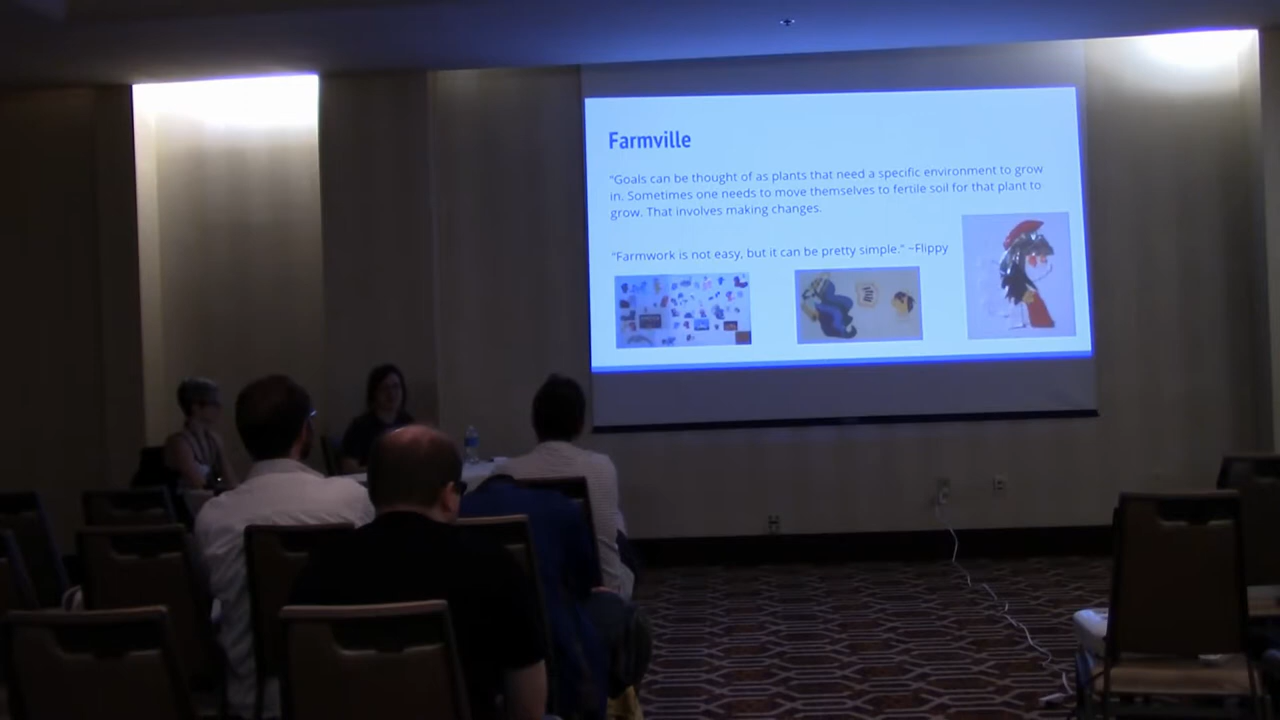 Farmville
"Goals can be thought of as plants that need a specific environment to grow
in. Sometimes one needs to move themselves to fertile soil for that plant to
grow. That involves making changes.
"Farmwork is not easy, but it can be pretty simple." ~Flippy